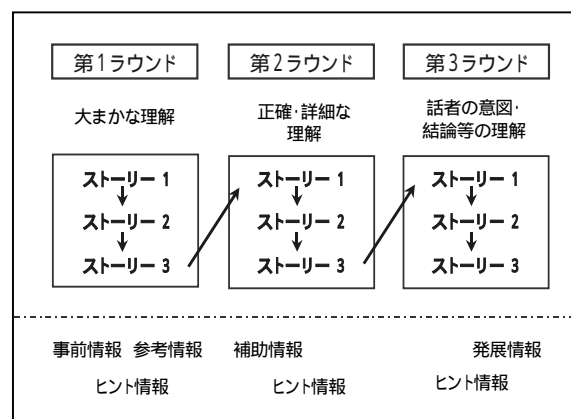 第1ラウンド
第2ラウンド
第3ラウンド
大まかな理解
正確・詳細な
理解
話者の意図・
結論等の理解
ストーリー 1
ストーリー 2
ストーリー 3
ストーリー 1
ストーリー 2
ストーリー 3
ストーリー 1
ストーリー 2
ストーリー 3
事前情報 参考情報 補助情報 発展情報
ヒント情報 ヒント情報 ヒント情報